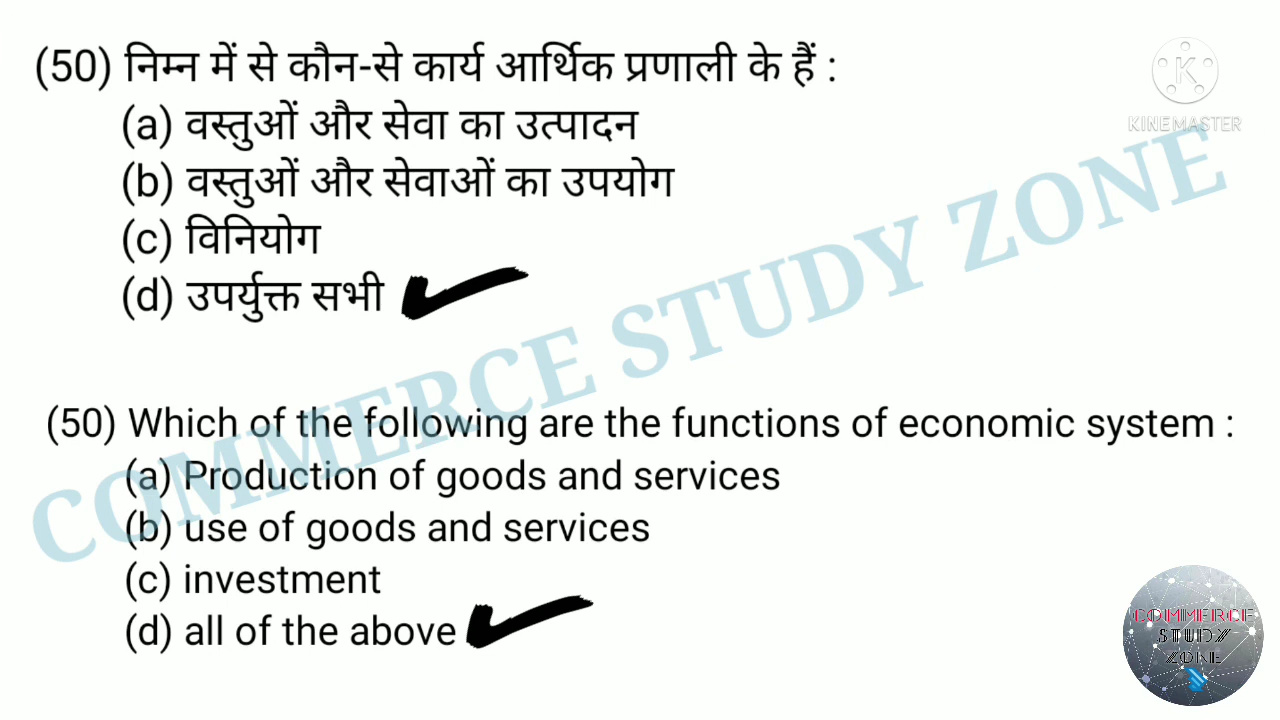 (50) निम्न में से कौन-से कार्य आर्थिक प्रणाली के हैं :
(a) वस्तुओं और सेवा का उत्पादन
(b) वस्तुओं और सेवाओं का उपयोग
(c) विनियोग
(d) उपर्युक्त सभी
K
KINEMASTER
COMMERCE STUDY ZONE
(50) Which of the following are the functions of economic system :
(a) Production of goods and services
(b) use of goods and services
(c) investment
(d) all of the above
COMMERCE
STUDY
ZONE